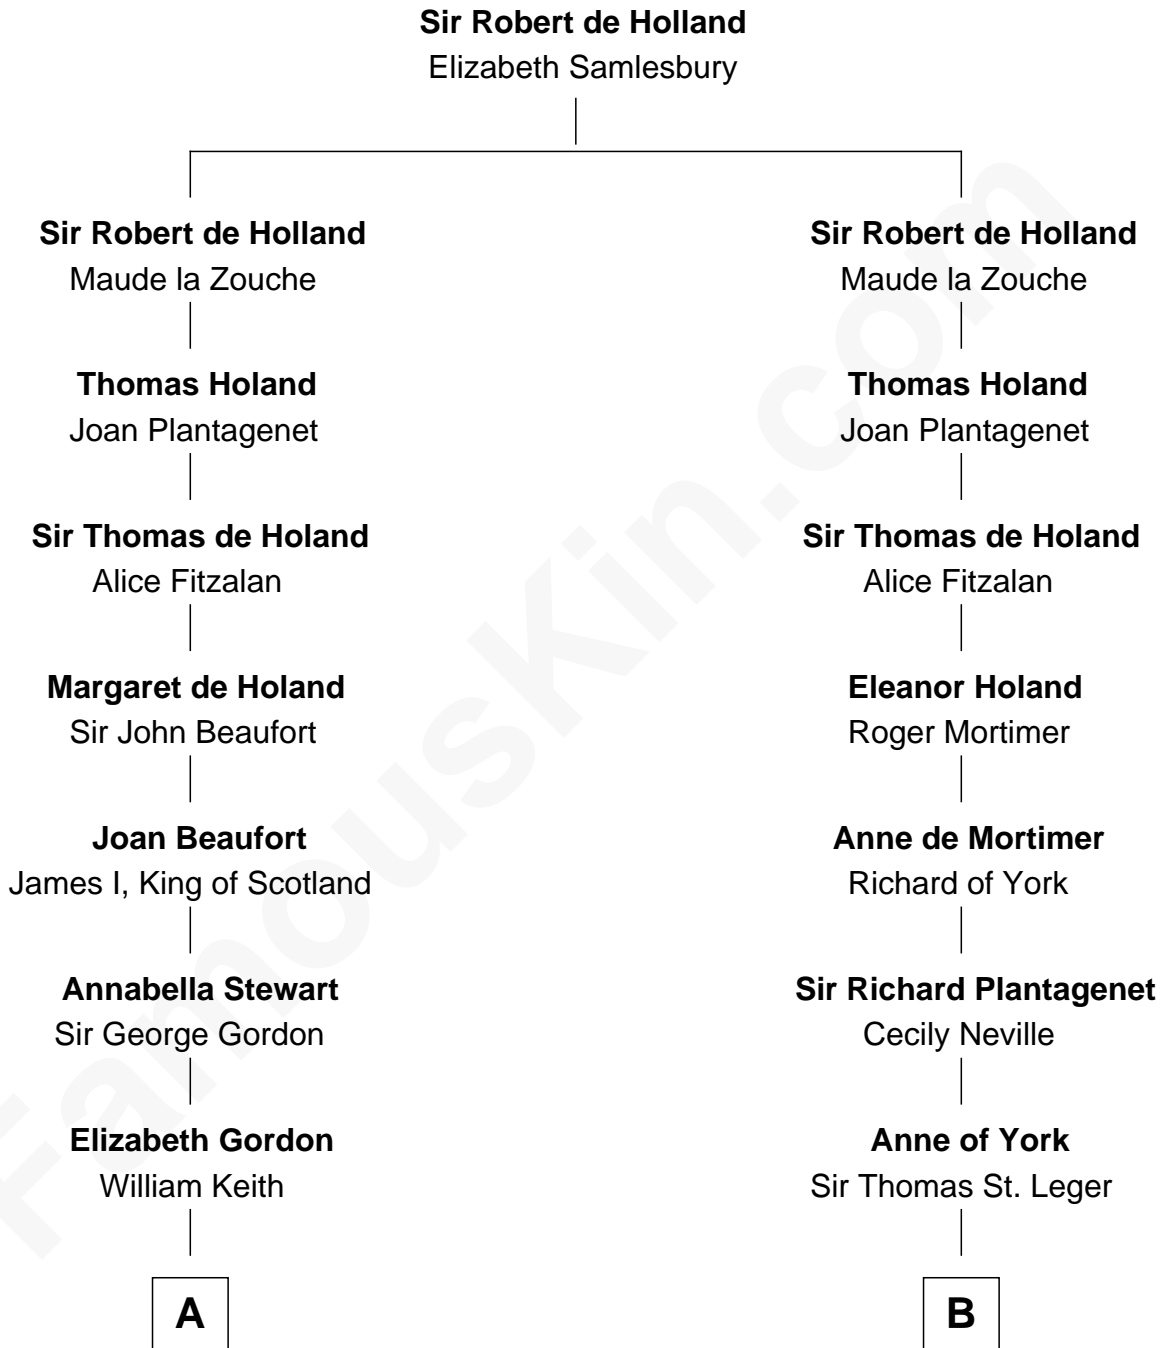 Sir Robert de Holland
Elizabeth Samlesbury
Sir Robert de Holland
Maude la Zouche
Thomas Holand
Joan Plantagenet
Sir Thomas de Holand
Alice Fitzalan
Margaret de Holand
Sir John Beaufort
Joan Beaufort
James I, King of Scotland
Annabella Stewart
Sir George Gordon
Elizabeth Gordon
William Keith
A
Sir Robert de Holland
Maude la Zouche
Thomas Holand
Joan Plantagenet
Sir Thomas de Holand
Alice Fitzalan
Eleanor Holand
Roger Mortimer
Anne de Mortimer
Richard of York
Sir Richard Plantagenet
Cecily Neville
Anne of York
Sir Thomas St. Leger
B
FamousKin.com